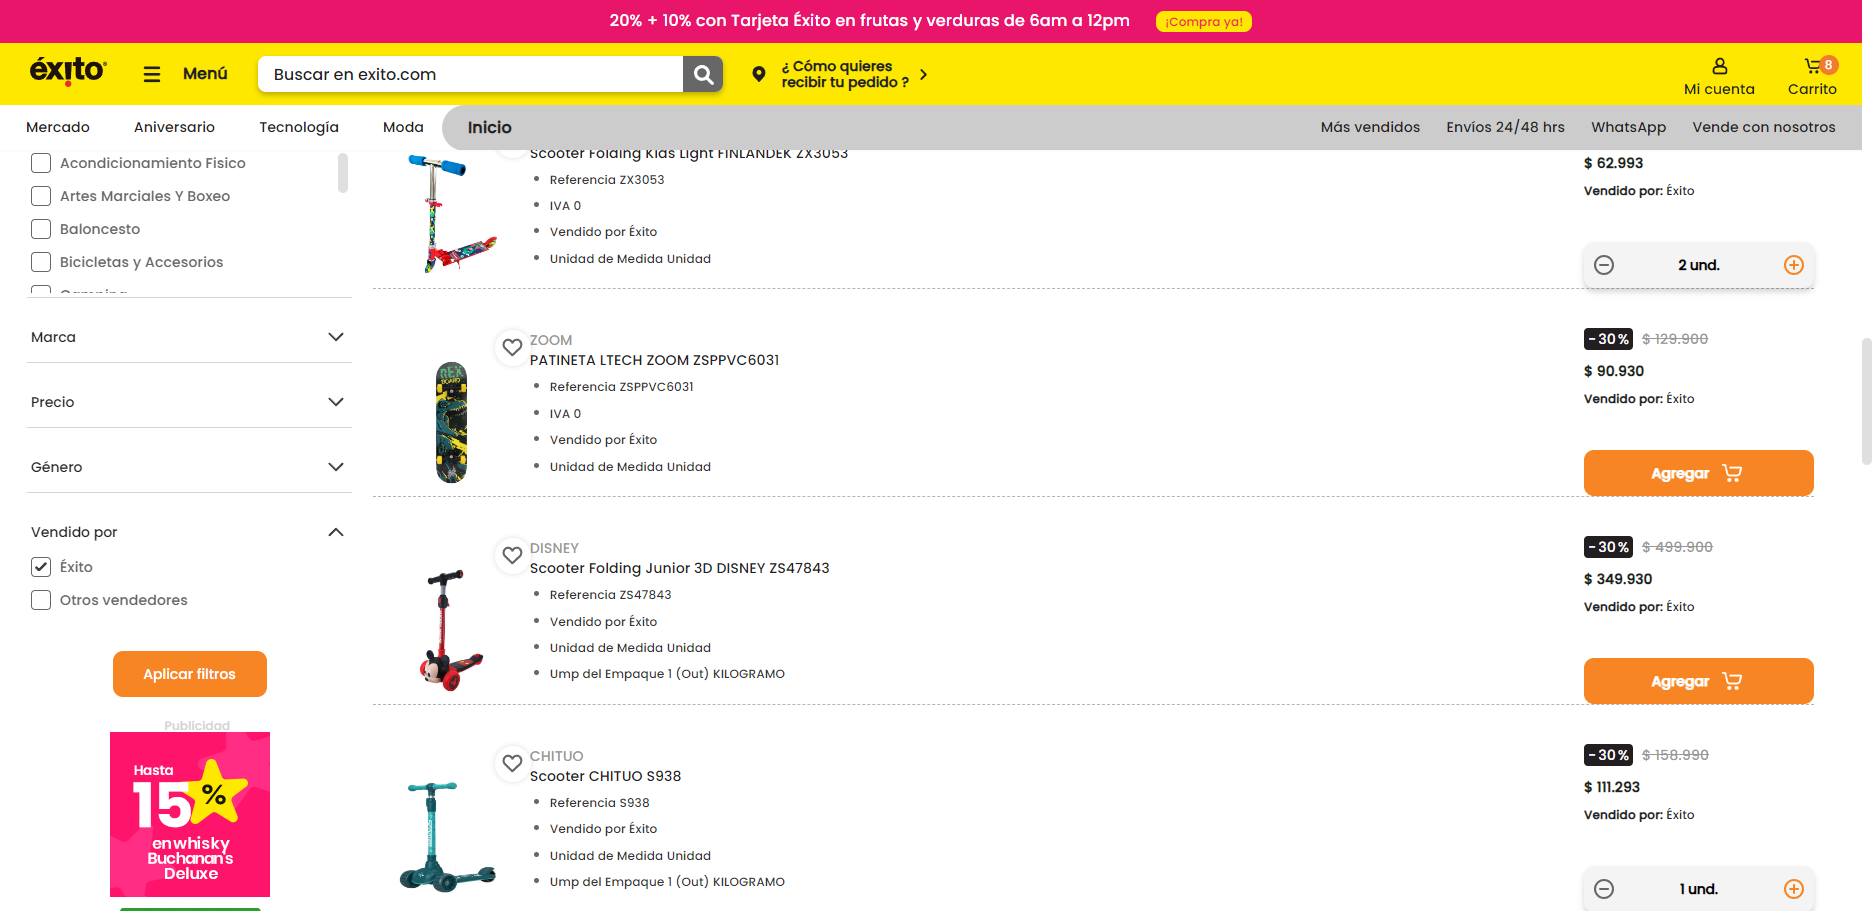 20% + 10% con Tarjeta Éxito en frutas y verduras de 6am a 12pm
¡Compra ya!
éxito
Menú
Buscar en exito.com
¿ Cómo quieres
recibir tu pedido ?
Mi cuenta
8
Carrito
Mercado
Aniversario
Tecnología
Moda
Inicio
Más vendidos
Envíos 24/48 hrs
WhatsApp
Vende con nosotros
Acondicionamiento Fisico
Artes Marciales Y Boxeo
Baloncesto
Bicicletas y Accesorios
Camping
Marca
Precio
Género
Vendido por
Éxito
Otros vendedores
Aplicar filtros
Publicidad
Hasta
15%
en whisky
Buchanan's
Deluxe
Scooter Folding Kids Light FINLANDEK ZX3053
Referencia ZX3053
IVA 0
Vendido por Éxito
Unidad de Medida Unidad
$ 62.993
Vendido por: Éxito
2 und.
ZOOM
PATINETA LTECH ZOOM ZSPPVC6031
Referencia ZSPPVC6031
IVA 0
Vendido por Éxito
Unidad de Medida Unidad
REX
BOARD
-30% $ 129.900
$ 90.930
Vendido por: Éxito
Agregar
DISNEY
Scooter Folding Junior 3D DISNEY ZS47843
Referencia ZS47843
Vendido por Éxito
Unidad de Medida Unidad
Ump del Empaque 1 (Out) KILOGRAMO
-30% $ 499.900
$ 349.930
Vendido por: Éxito
Agregar
CHITUO
Scooter CHITUO S938
Referencia S938
Vendido por Éxito
Unidad de Medida Unidad
Ump del Empaque 1 (Out) KILOGRAMO
-30% $ 158.990
$ 111.293
Vendido por: Éxito
1 und.